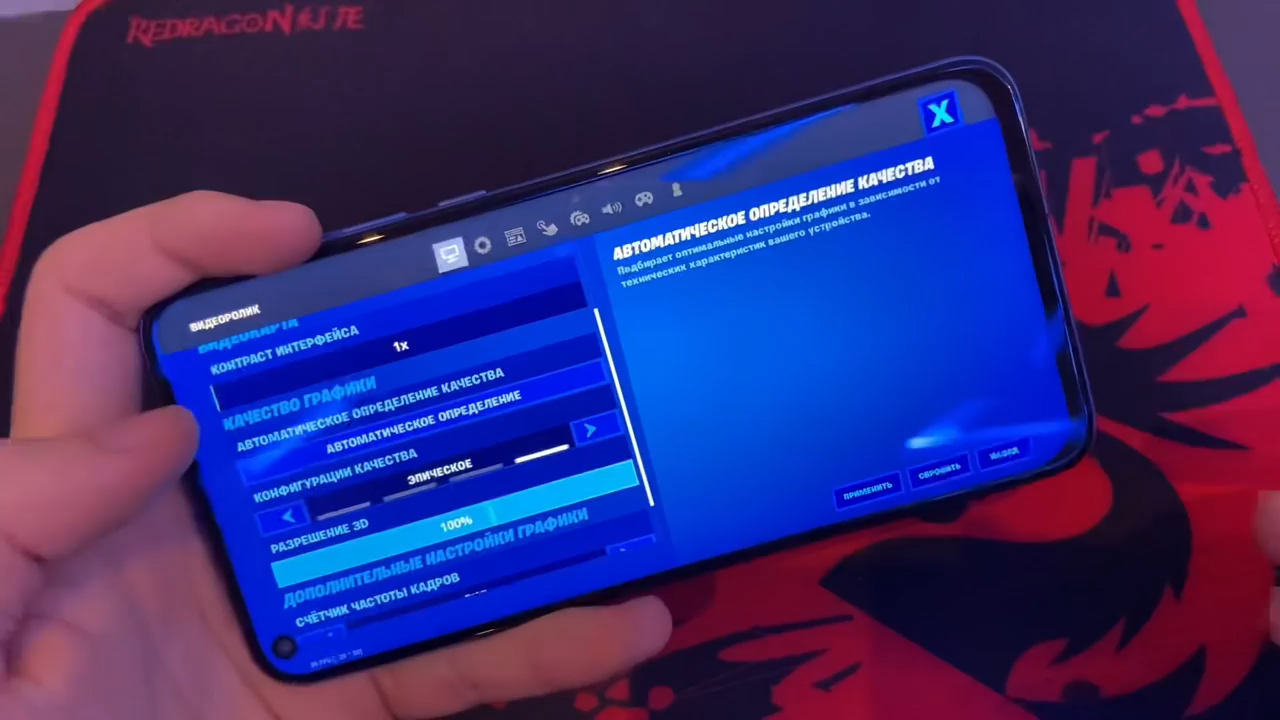 REDRAGON
X
ВИДЕОРОЛИК
ВИДЕОКАРТА
КОНТРАСТ ИНТЕРФЕЙСА
1x
КАЧЕСТВО ГРАФИКИ
АВТОМАТИЧЕСКОЕ ОПРЕДЕЛЕНИЕ КАЧЕСТВА
АВТОМАТИЧЕСКОЕ ОПРЕДЕЛЕНИЕ
КОНФИГУРАЦИИ КАЧЕСТВА
ЭПИЧЕСКОЕ
РАЗРЕШЕНИЕ 3D
100%
ДОПОЛНИТЕЛЬНЫЕ НАСТРОЙКИ ГРАФИКИ
СЧЁТЧИК ЧАСТОТЫ КАДРОВ
АВТОМАТИЧЕСКОЕ ОПРЕДЕЛЕНИЕ КАЧЕСТВА
Подбирает оптимальные настройки графики в зависимости от
технических характеристик вашего устройства.
ПРИМЕНИТЬ
СБРОСИТЬ